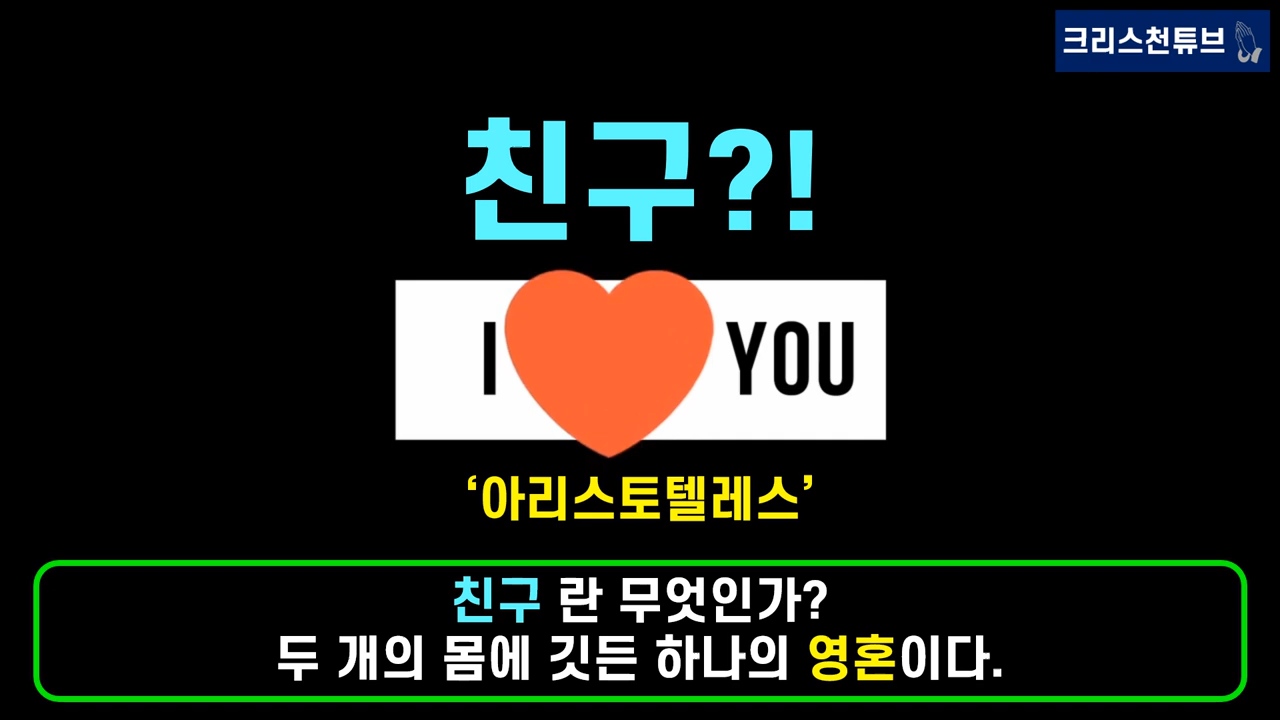 크리스천튜브
친구?!
I YOU
‘아리스토텔레스’
친구 란 무엇인가?
두 개의 몸에 깃든 하나의 영혼이다.